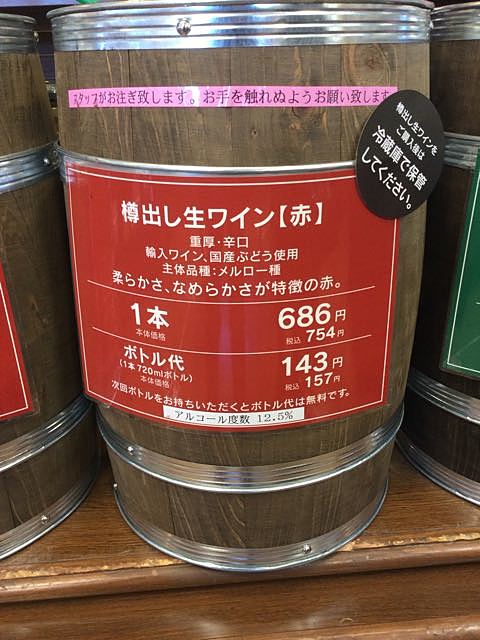 スタッフがお注ぎ致します。お手を触れぬようお願い致します
樽出し生ワインを
ご購入後は
冷蔵庫で保管
してください。
樽出し生ワイン【赤】
重厚・辛口
輸入ワイン、国産ぶどう使用
主体品種：メルロー種
柔らかさ、なめらかさが特徴の赤。
1本 686円
本体価格 税込 754円
ボトル代 143円
(1本720mlボトル)
本体価格 税込 157円
次回ボトルをお持ちいただくとボトル代は無料です。
アルコール度数 12.5%